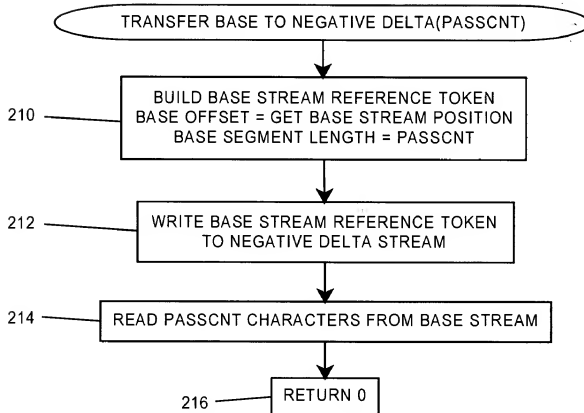 TRANSFER BASE TO NEGATIVE DELTA(PASSCNT)
210
BUILD BASE STREAM REFERENCE TOKEN
BASE OFFSET = GET BASE STREAM POSITION
BASE SEGMENT LENGTH = PASSCNT
212
WRITE BASE STREAM REFERENCE TOKEN
TO NEGATIVE DELTA STREAM
214
READ PASSCNT CHARACTERS FROM BASE STREAM
216
RETURN 0